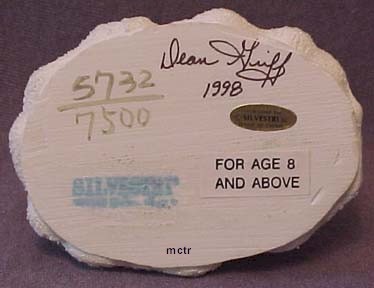 Dean Griff
1998
5732
7500
SILVESTRI
FOR AGE 8
AND ABOVE
SILVESTRI
mctr